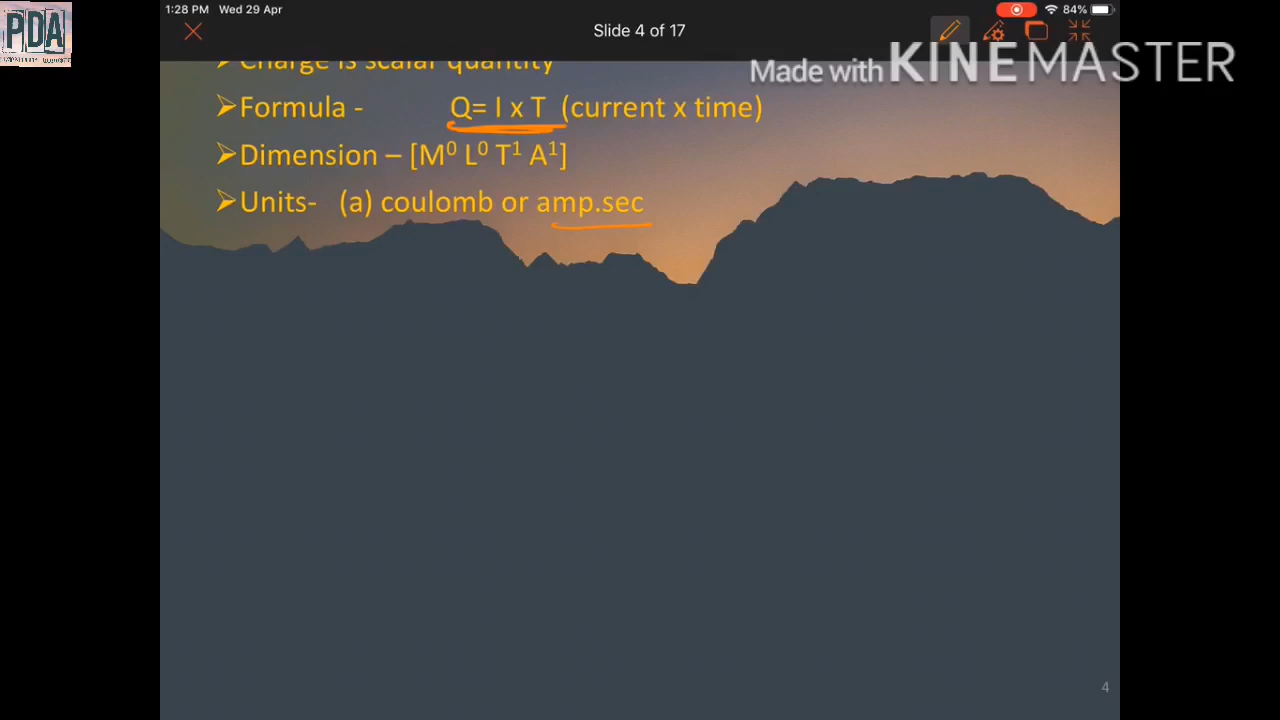 1:28 PM Wed 29 Apr
84%
PDA
Slide 4 of 17
Made with KINEMASTER
➢Charge is scalar quantity
➢Formula - Q= I x T (current x time)
➢Dimension – [M⁰ L⁰ T¹ A¹]
➢Units- (a) coulomb or amp.sec
4